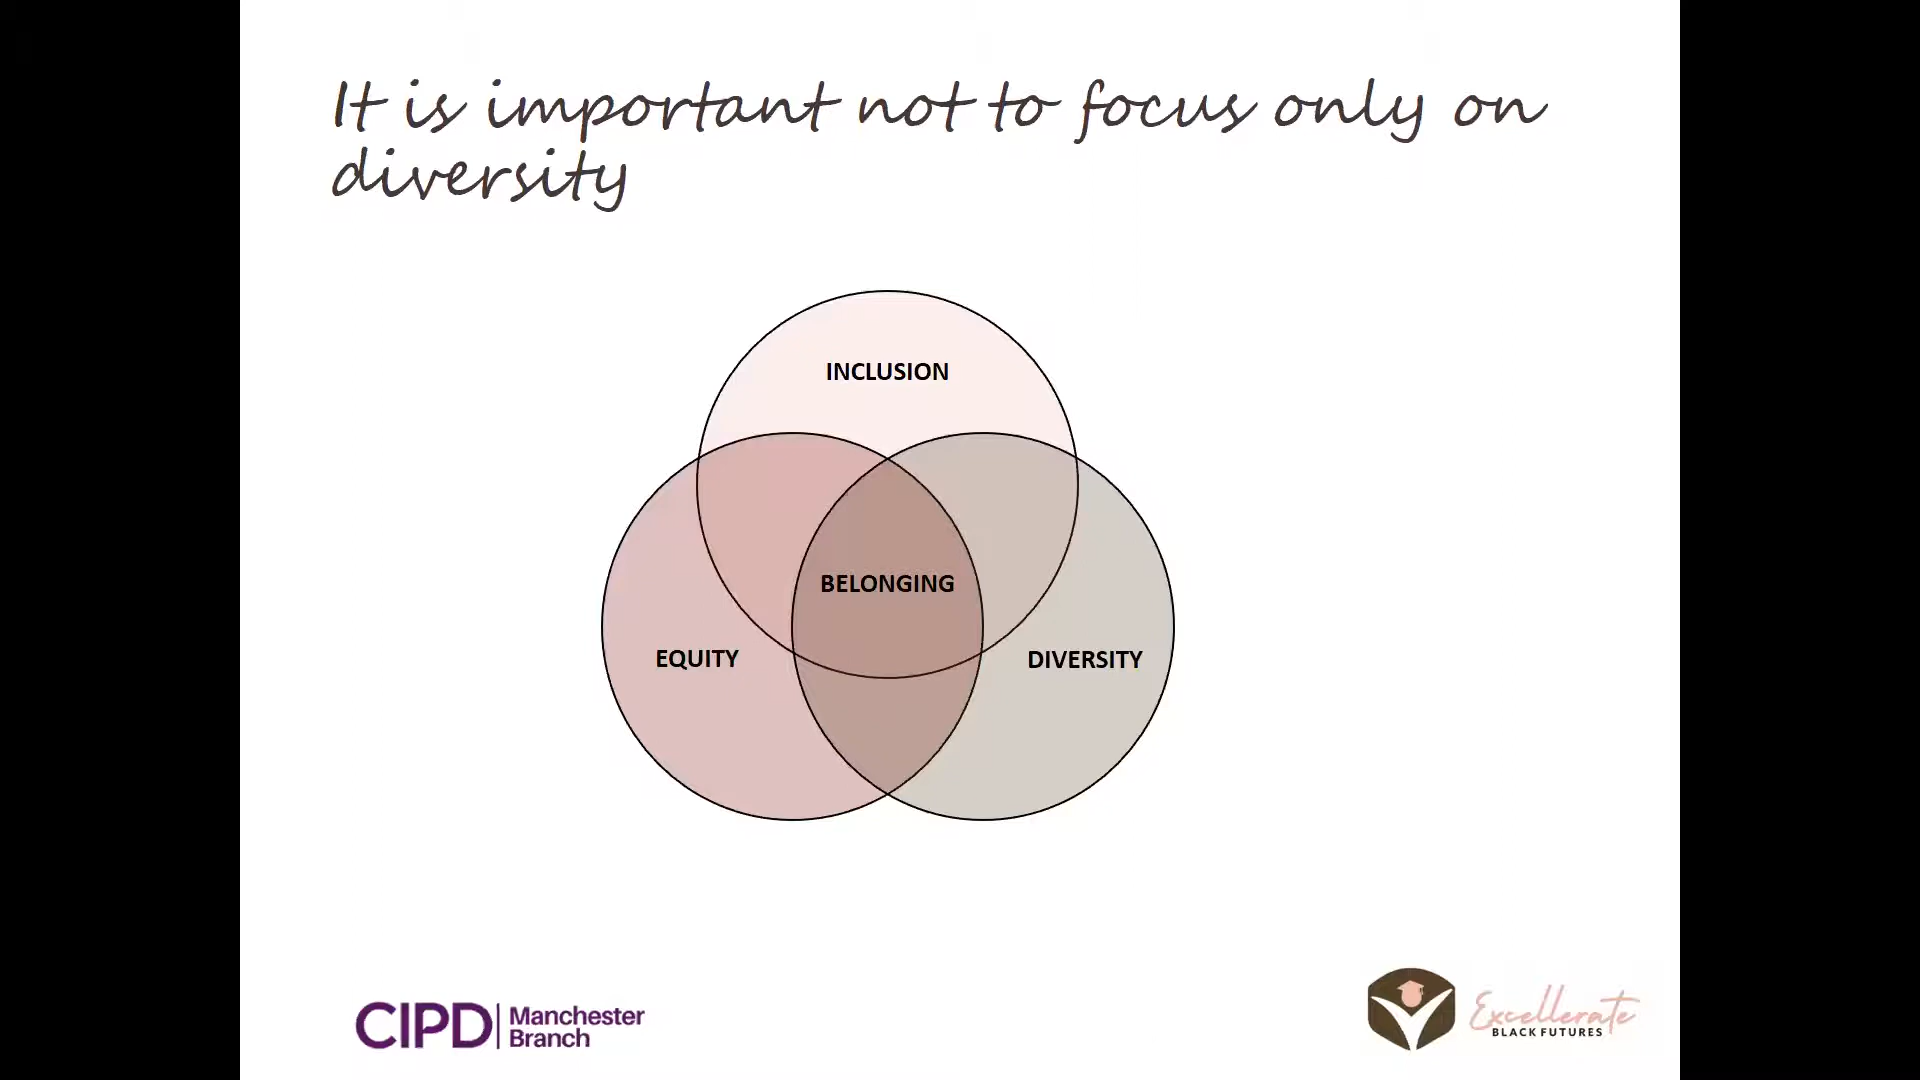 It is important not to focus only on
diversity
INCLUSION
BELONGING
EQUITY
DIVERSITY
CIPD
Manchester
Branch
Excellerate
BLACK FUTURES